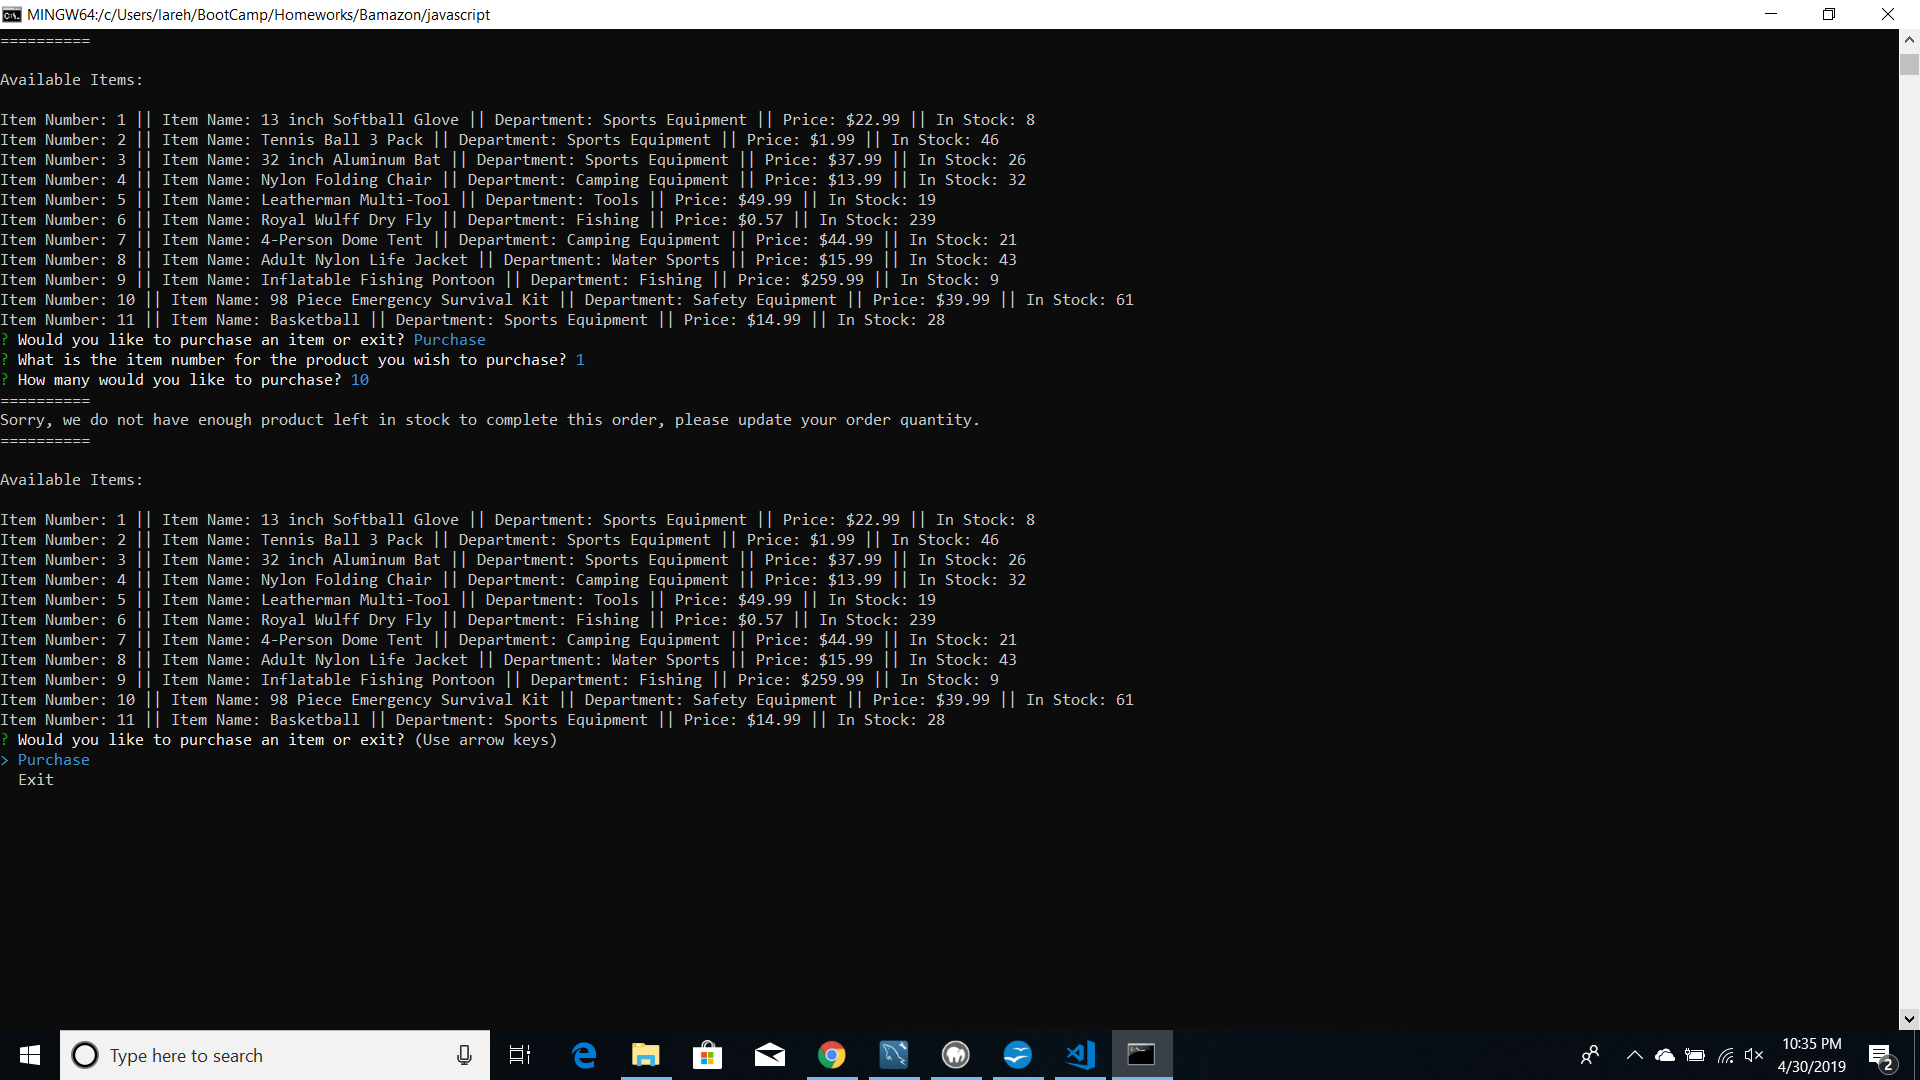 MINGW64:/c/Users/lareh/BootCamp/Homeworks/Bamazon/javascript
==========
Available Items:
Item Number: 1 || Item Name: 13 inch Softball Glove || Department: Sports Equipment || Price: $22.99 || In Stock: 8
Item Number: 2 || Item Name: Tennis Ball 3 Pack || Department: Sports Equipment || Price: $1.99 || In Stock: 46
Item Number: 3 || Item Name: 32 inch Aluminum Bat || Department: Sports Equipment || Price: $37.99 || In Stock: 26
Item Number: 4 || Item Name: Nylon Folding Chair || Department: Camping Equipment || Price: $13.99 || In Stock: 32
Item Number: 5 || Item Name: Leatherman Multi-Tool || Department: Tools || Price: $49.99 || In Stock: 19
Item Number: 6 || Item Name: Royal Wulff Dry Fly || Department: Fishing || Price: $0.57 || In Stock: 239
Item Number: 7 || Item Name: 4-Person Dome Tent || Department: Camping Equipment || Price: $44.99 || In Stock: 21
Item Number: 8 || Item Name: Adult Nylon Life Jacket || Department: Water Sports || Price: $15.99 || In Stock: 43
Item Number: 9 || Item Name: Inflatable Fishing Pontoon || Department: Fishing || Price: $259.99 || In Stock: 9
Item Number: 10 || Item Name: 98 Piece Emergency Survival Kit || Department: Safety Equipment || Price: $39.99 || In Stock: 61
Item Number: 11 || Item Name: Basketball || Department: Sports Equipment || Price: $14.99 || In Stock: 28
? Would you like to purchase an item or exit? Purchase
? What is the item number for the product you wish to purchase? 1
? How many would you like to purchase? 10
==========
Sorry, we do not have enough product left in stock to complete this order, please update your order quantity.
==========
Available Items:
Item Number: 1 || Item Name: 13 inch Softball Glove || Department: Sports Equipment || Price: $22.99 || In Stock: 8
Item Number: 2 || Item Name: Tennis Ball 3 Pack || Department: Sports Equipment || Price: $1.99 || In Stock: 46
Item Number: 3 || Item Name: 32 inch Aluminum Bat || Department: Sports Equipment || Price: $37.99 || In Stock: 26
Item Number: 4 || Item Name: Nylon Folding Chair || Department: Camping Equipment || Price: $13.99 || In Stock: 32
Item Number: 5 || Item Name: Leatherman Multi-Tool || Department: Tools || Price: $49.99 || In Stock: 19
Item Number: 6 || Item Name: Royal Wulff Dry Fly || Department: Fishing || Price: $0.57 || In Stock: 239
Item Number: 7 || Item Name: 4-Person Dome Tent || Department: Camping Equipment || Price: $44.99 || In Stock: 21
Item Number: 8 || Item Name: Adult Nylon Life Jacket || Department: Water Sports || Price: $15.99 || In Stock: 43
Item Number: 9 || Item Name: Inflatable Fishing Pontoon || Department: Fishing || Price: $259.99 || In Stock: 9
Item Number: 10 || Item Name: 98 Piece Emergency Survival Kit || Department: Safety Equipment || Price: $39.99 || In Stock: 61
Item Number: 11 || Item Name: Basketball || Department: Sports Equipment || Price: $14.99 || In Stock: 28
? Would you like to purchase an item or exit? (Use arrow keys)
> Purchase
Exit
Type here to search
10:35 PM
4/30/2019
2